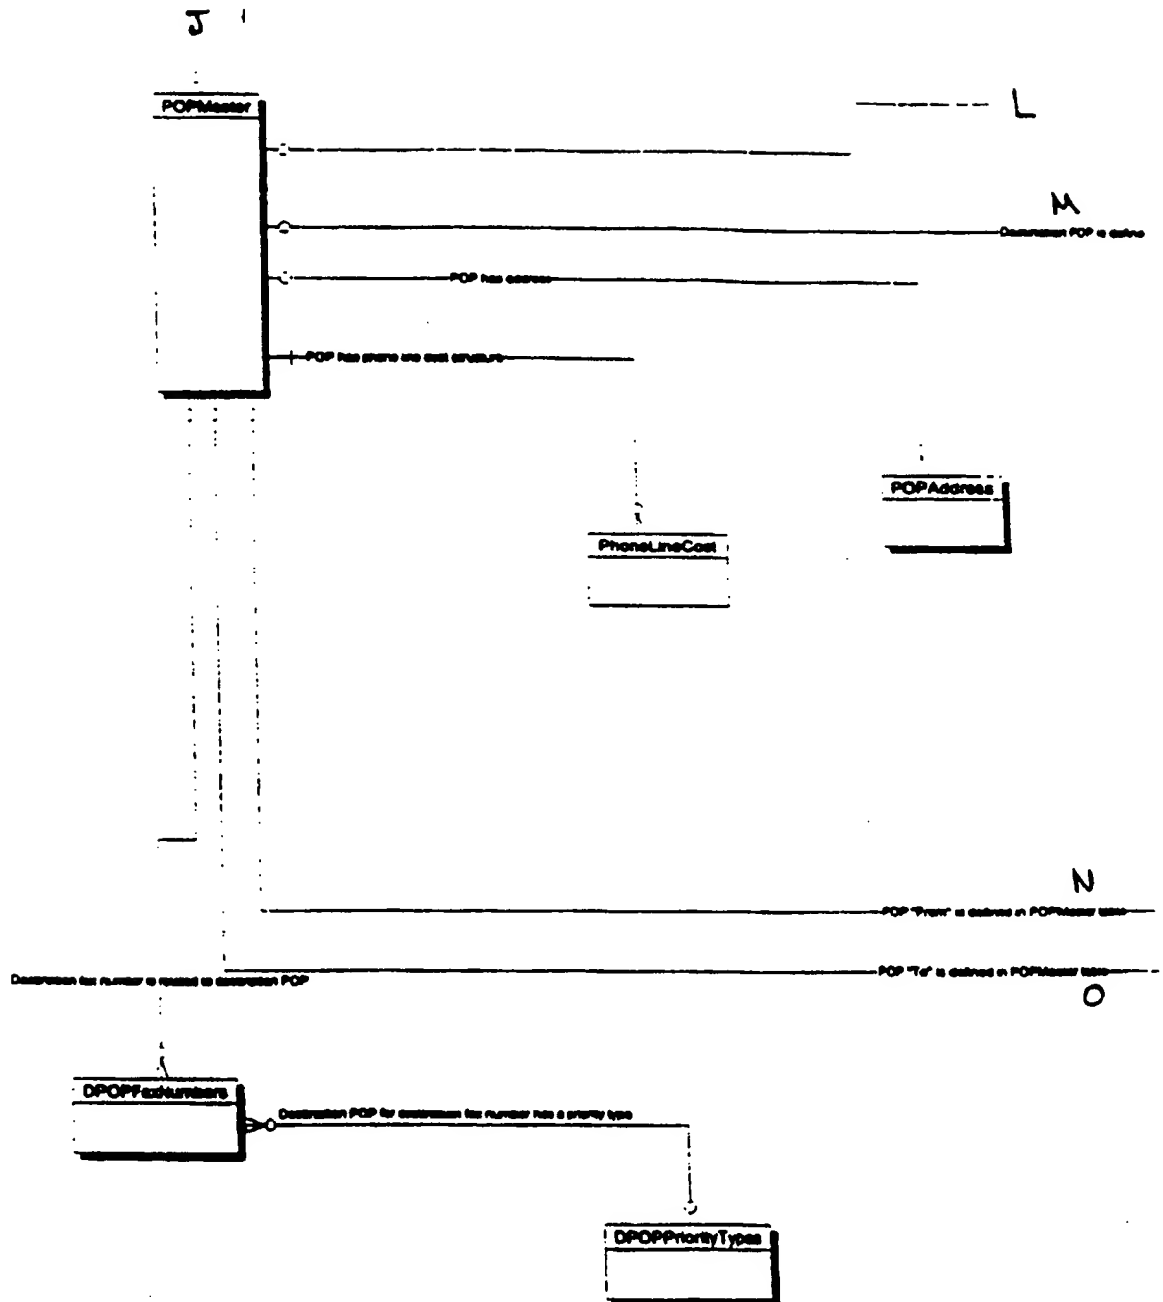 J
POPMaster
L
M
Destination POP is define
POP has address
POP has phone line cost structure
POPAddress
PhoneLineCost
N
POP "From" is defined in POPMaster table
POP "To" is defined in POPMaster table
Destination fax number is related to destination POP
O
DPOPFaxNumbers
Destination POP for destination fax number has a priority type
DPOPPriorityTypes